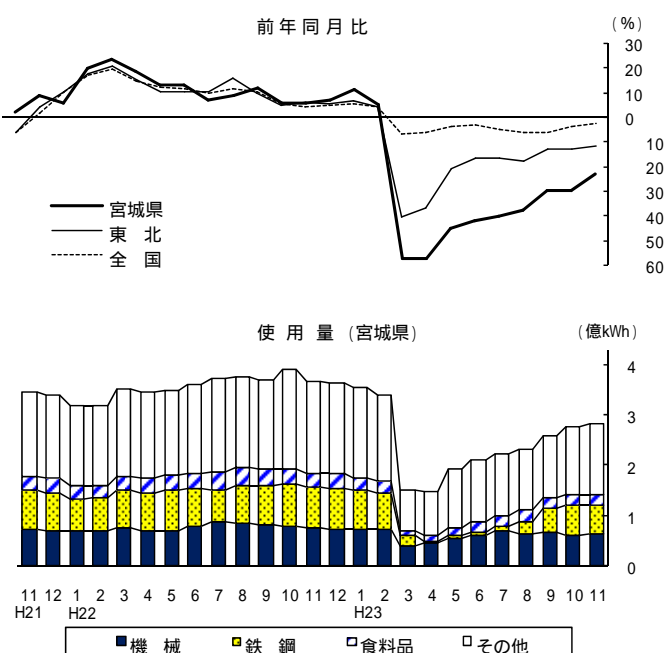 前年同月比
(%)
30
20
10
0
10
20
30
40
50
60
宮城県
東 北
全 国
使 用 量 (宮城県)
(億kWh)
4
3
2
1
0
11 12 1 2 3 4 5 6 7 8 9 10 11 12 1 2 3 4 5 6 7 8 9 10 11
H21 H22 H23
機 械 鉄 鋼 食料品 その他